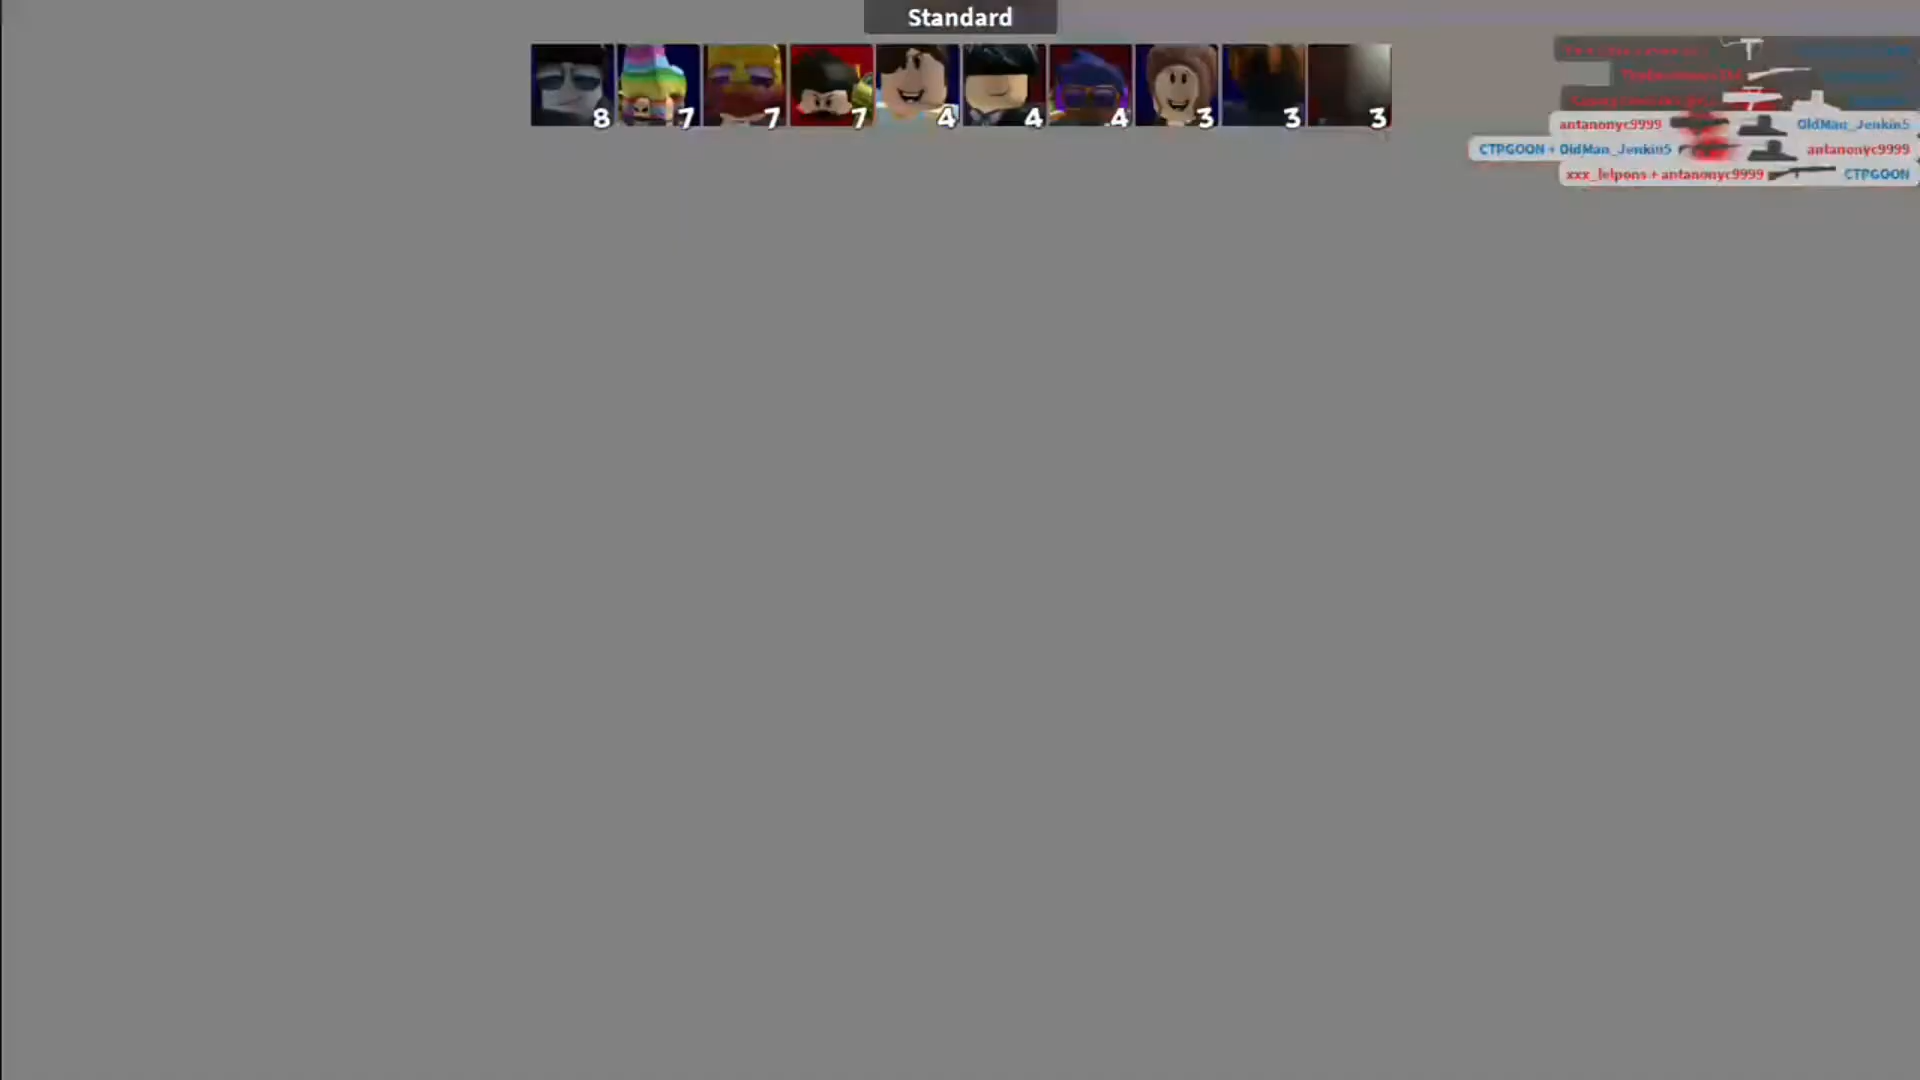 Standard
8 7 7 7 4 4 4 3 3 3
antanonyc9999 OldMan_Jenkin5
CTPGOON + OldMan_Jenkin5 antanonyc9999
xxx_lelpons + antanonyc9999 CTPGOON